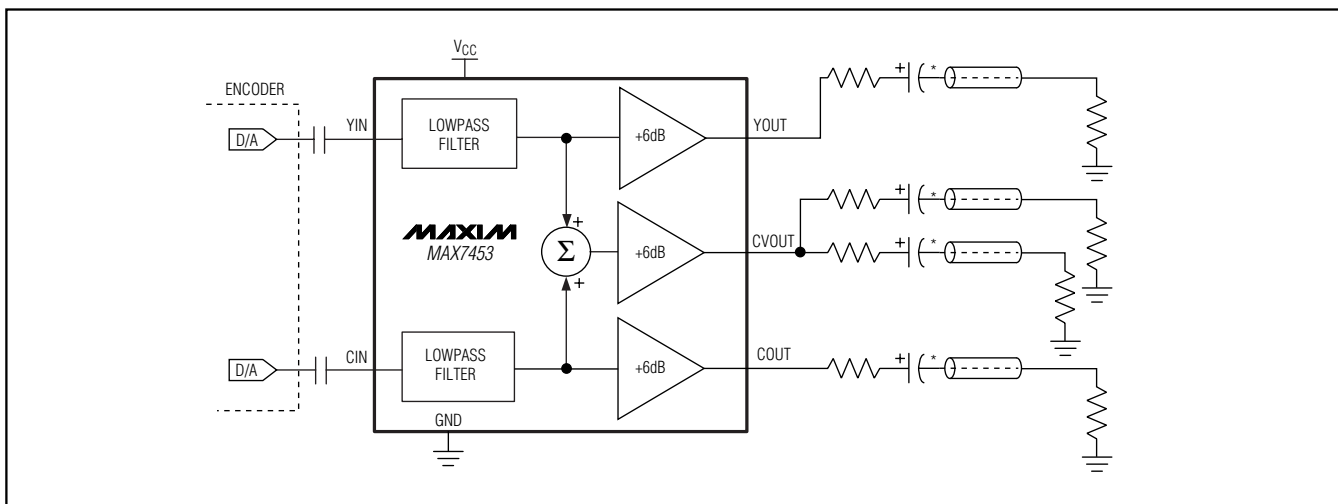 VCC
ENCODER
D/A
YIN
LOWPASS
FILTER
+6dB
YOUT
+ *
+
MAXIM
MAX7453
Σ
+
+6dB
CVOUT
+ *
+ *
D/A
CIN
LOWPASS
FILTER
+6dB
COUT
+ *
GND